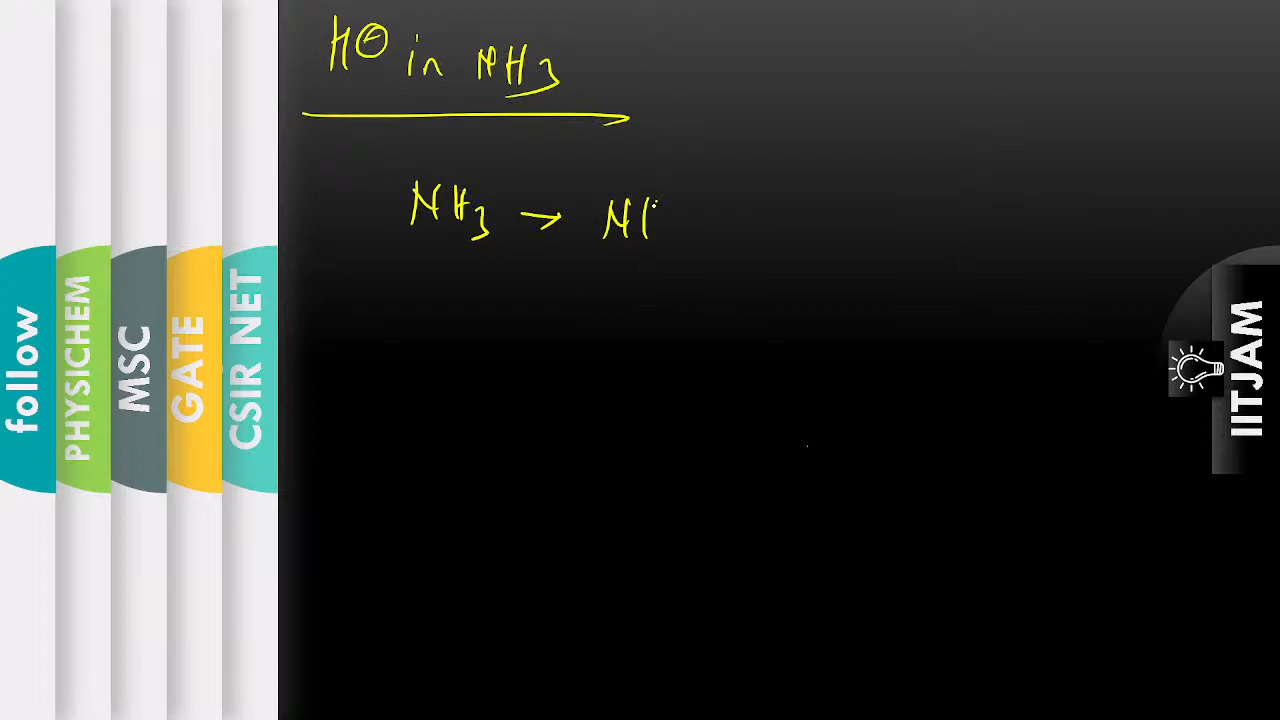 H⊖ in NH3
NH3 → NH
follow
PHYSICHEM
MSC
GATE
CSIR NET
IITJAM